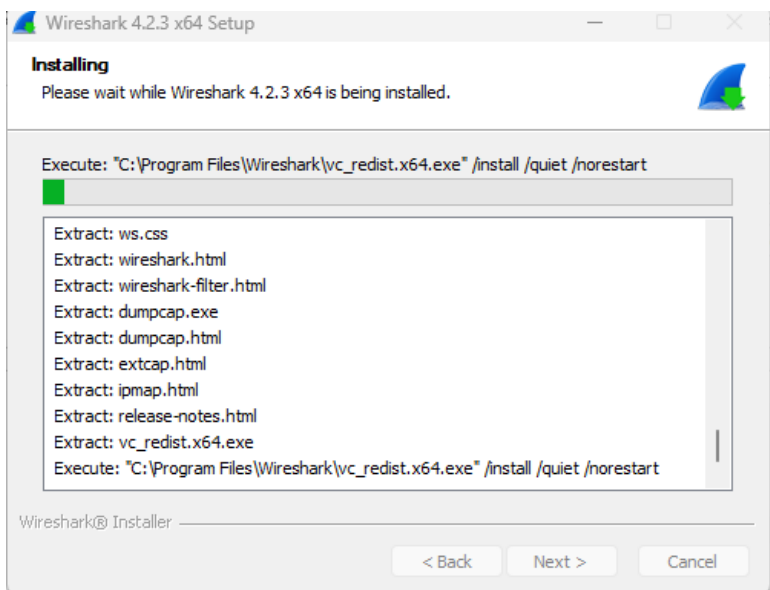 Wireshark 4.2.3 x64 Setup
Installing
Please wait while Wireshark 4.2.3 x64 is being installed.
Execute: "C:\Program Files\Wireshark\vc_redist.x64.exe" /install /quiet /norestart
Extract: ws.css
Extract: wireshark.html
Extract: wireshark-filter.html
Extract: dumpcap.exe
Extract: dumpcap.html
Extract: extcap.html
Extract: ipmap.html
Extract: release-notes.html
Extract: vc_redist.x64.exe
Execute: "C:\Program Files\Wireshark\vc_redist.x64.exe" /install /quiet /norestart
Wireshark® Installer
< Back Next > Cancel